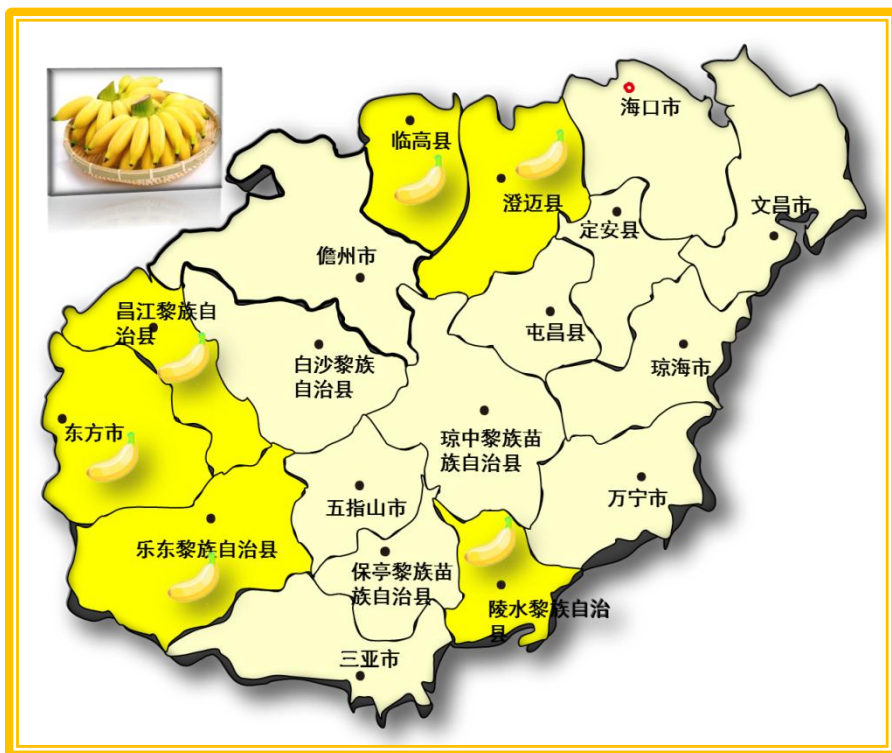 海口市
临高县
澄迈县
文昌市
定安县
儋州市
昌江黎族自
治县
屯昌县
白沙黎族
自治县
琼海市
东方市
琼中黎族苗
族自治县
万宁市
五指山市
乐东黎族自治县
保亭黎族苗
族自治县
陵水黎族自治
县
三亚市